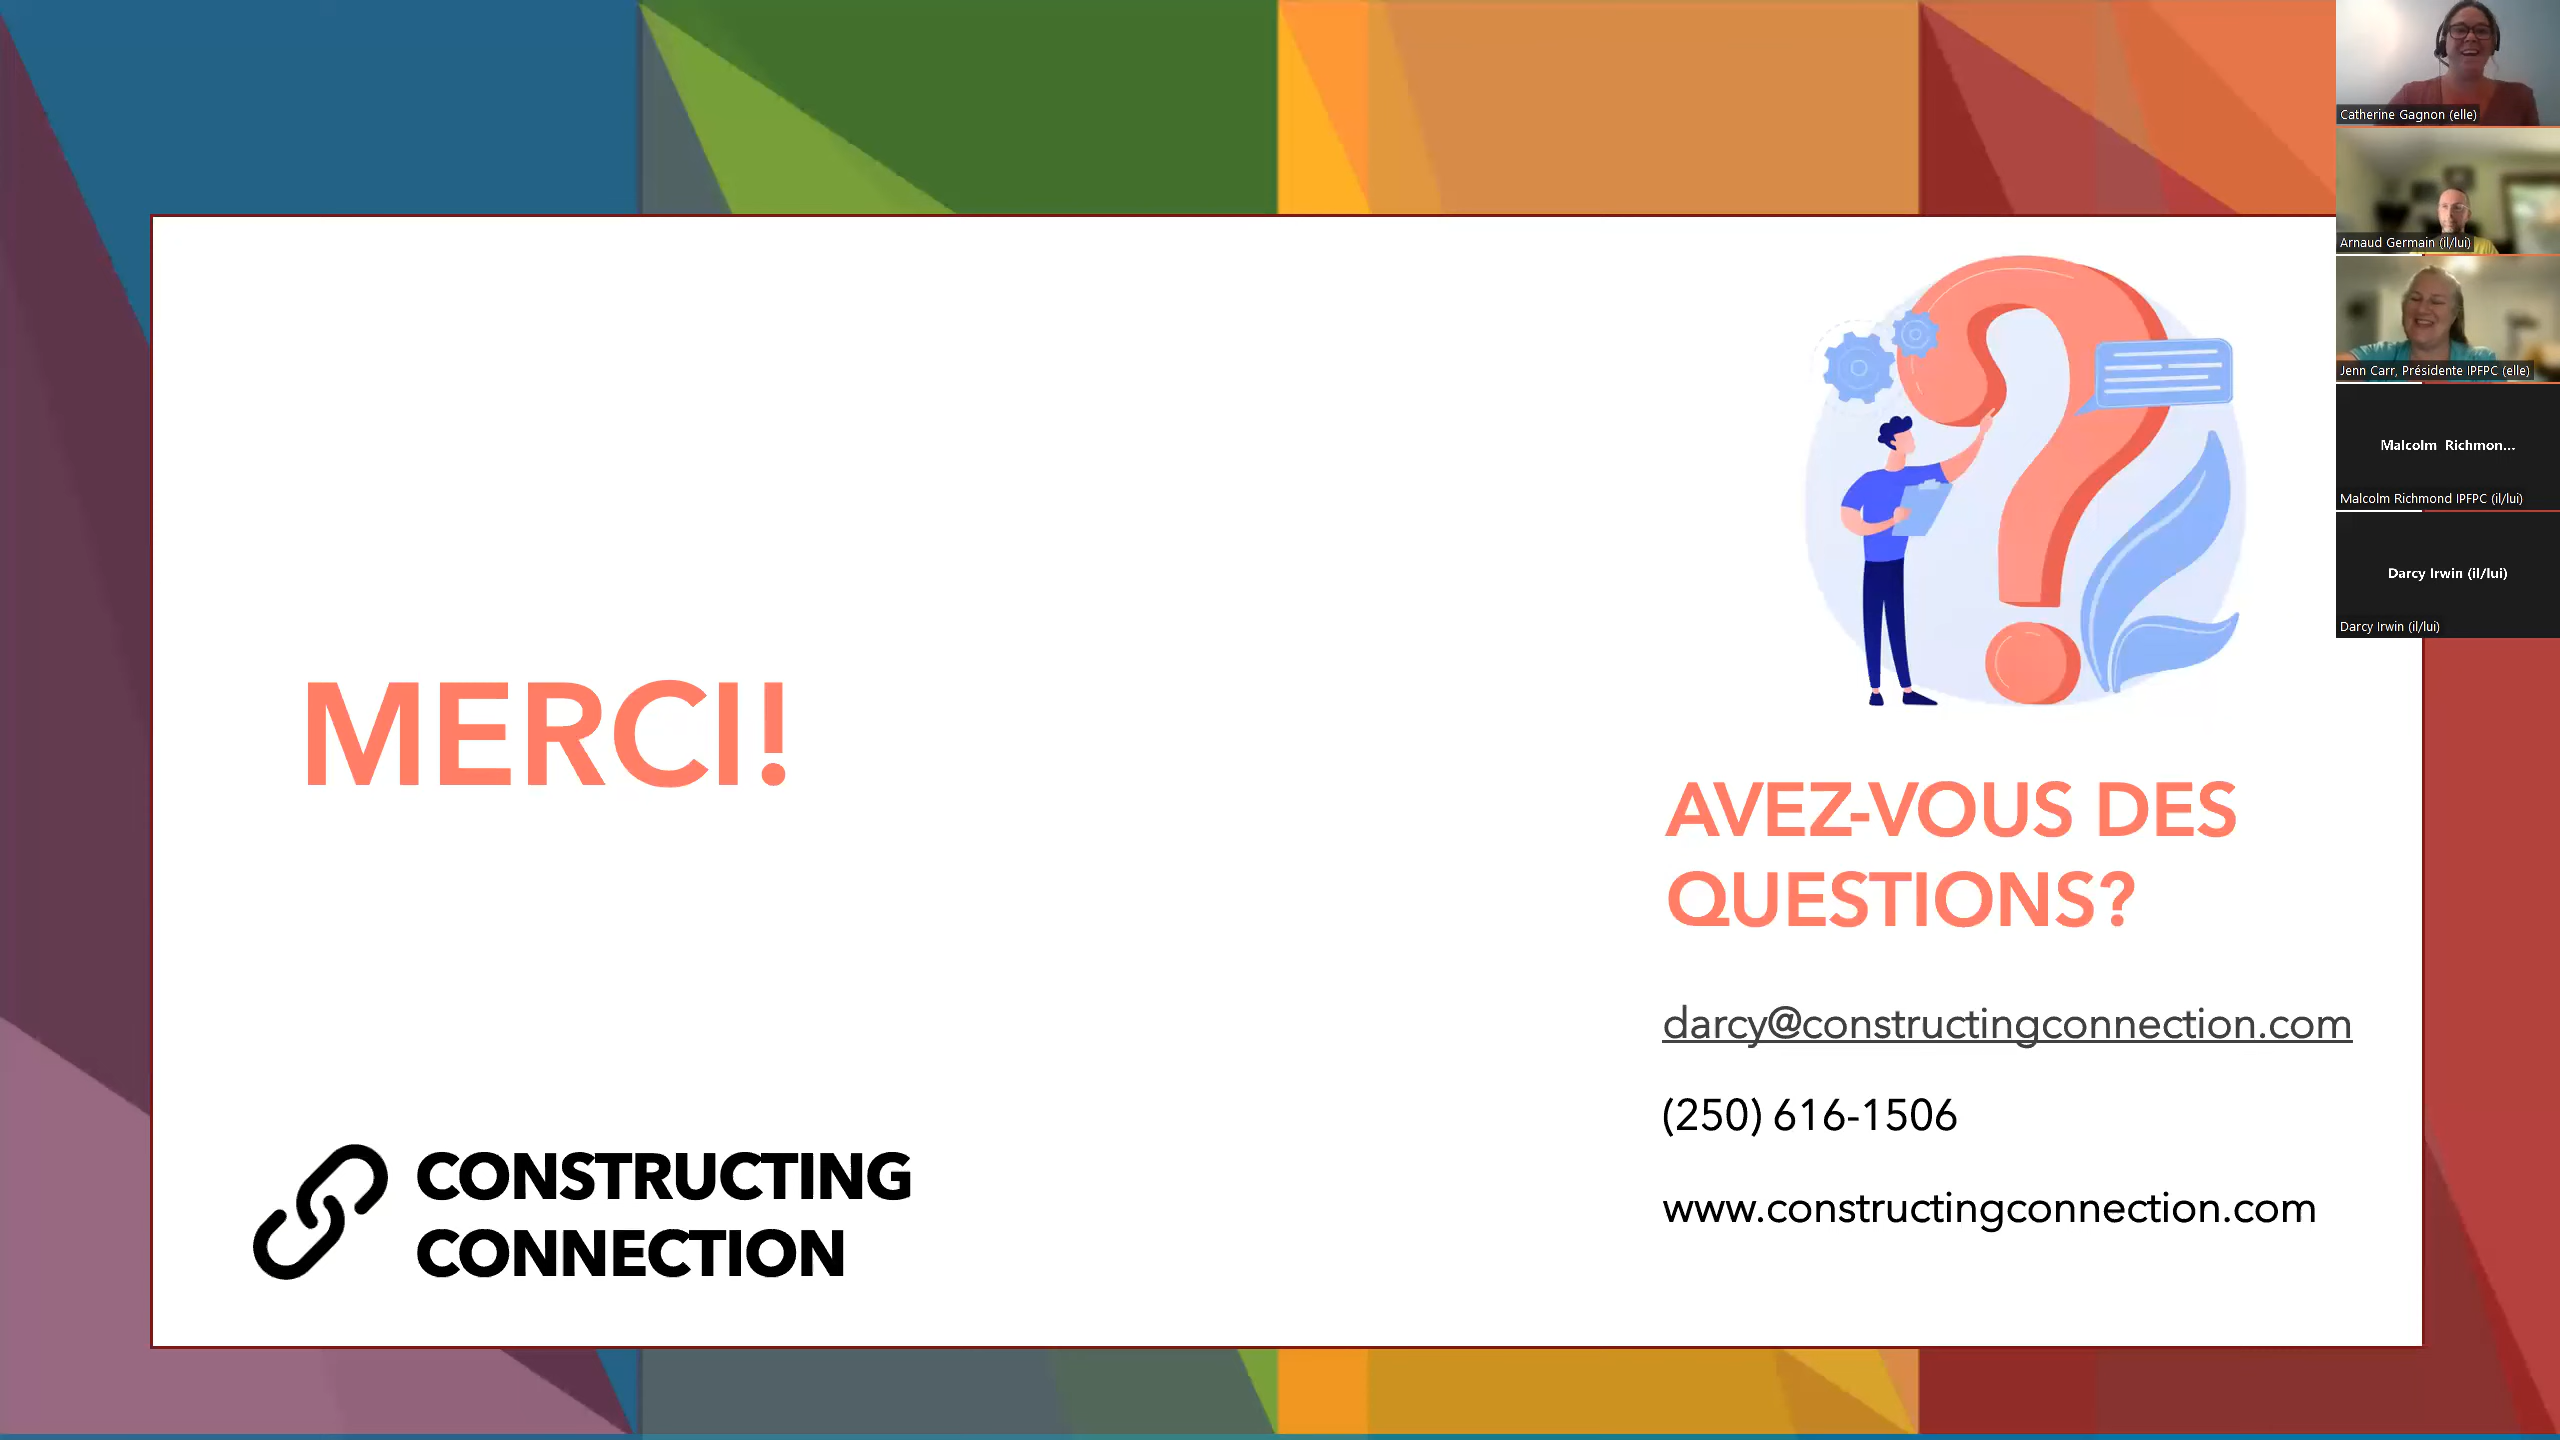 MERCI!
CONSTRUCTING
CONNECTION
AVEZ-VOUS DES
QUESTIONS?
darcy@constructingconnection.com
(250) 616-1506
www.constructingconnection.com
Catherine Gagnon (elle)
Arnaud Germain (il/lui)
Jenn Carr, Présidente IPFPC (elle)
Malcolm Richmon...
Malcolm Richmond IPFPC (il/lui)
Darcy Irwin (il/lui)
Darcy Irwin (il/lui)